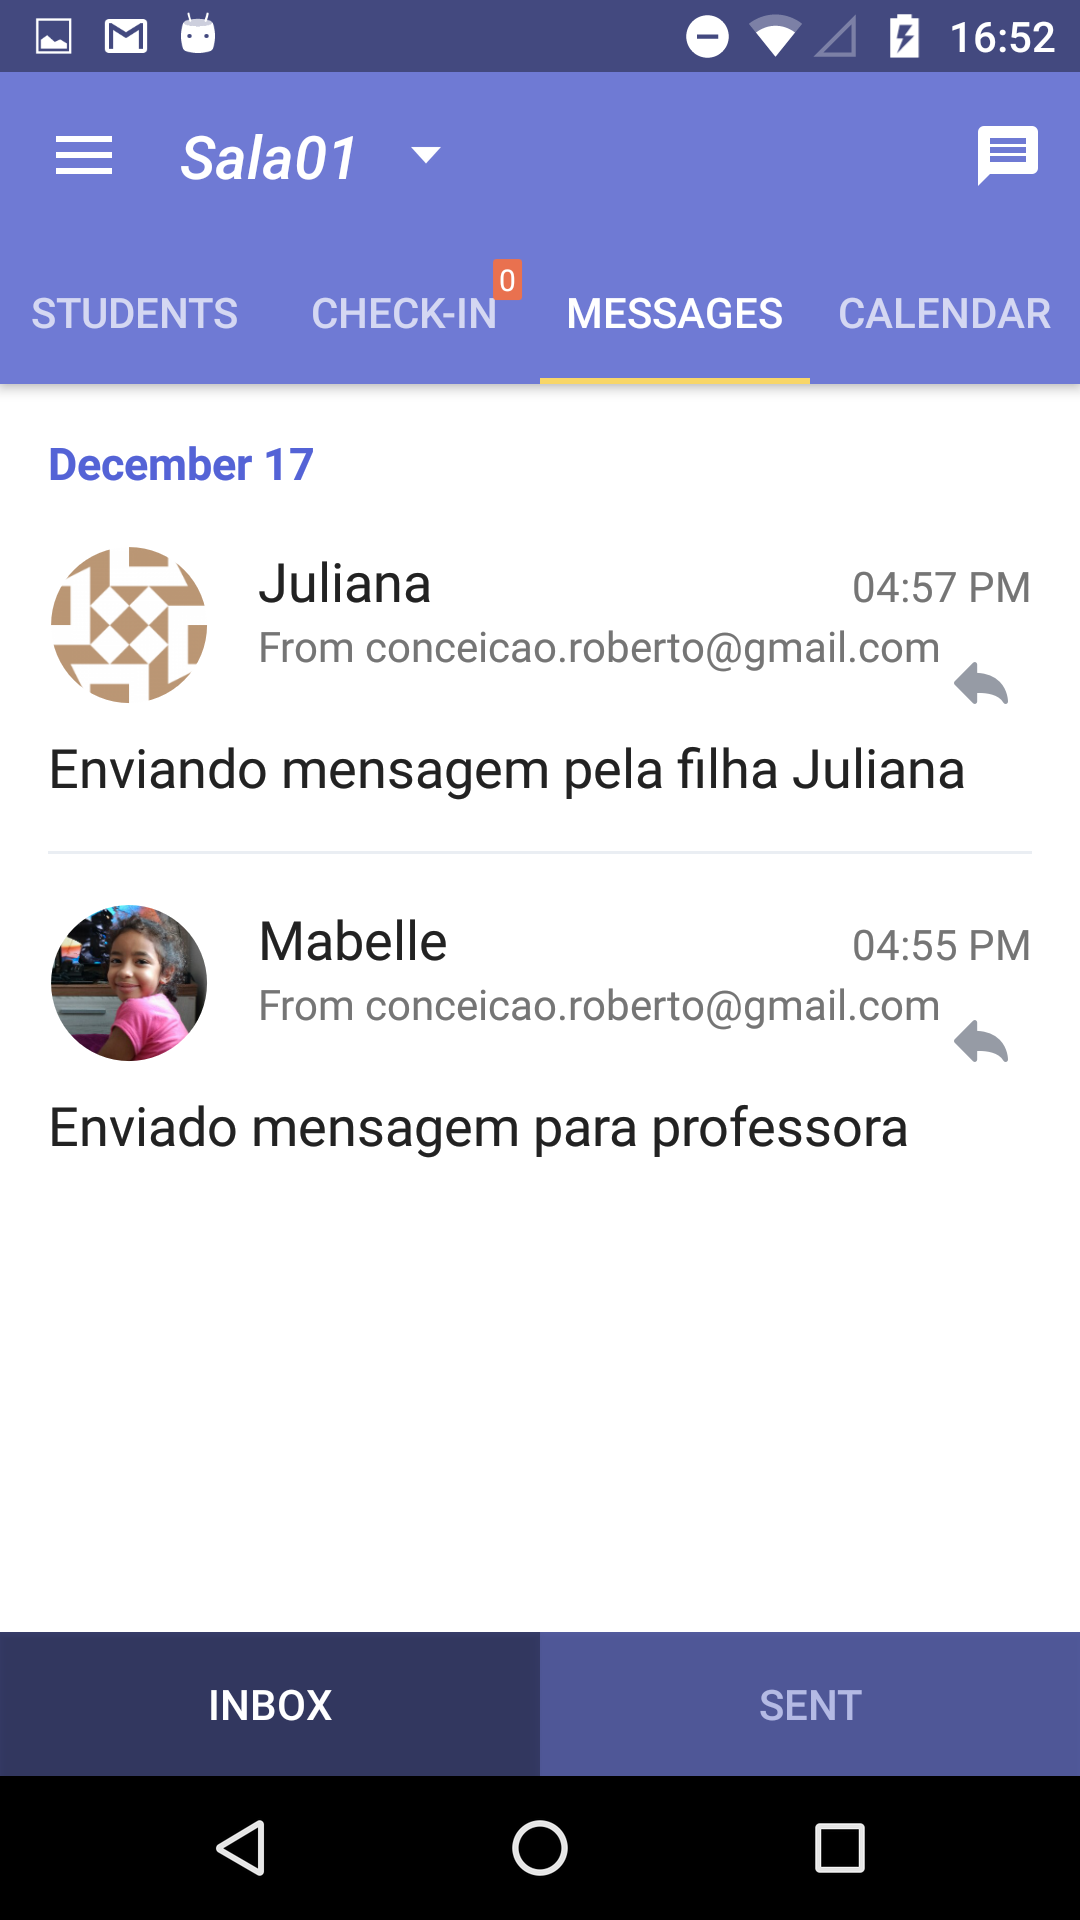 16:52
Sala01
STUDENTS
CHECK-IN
0
MESSAGES
CALENDAR
December 17
Juliana
04:57 PM
From conceicao.roberto@gmail.com
Enviando mensagem pela filha Juliana
Mabelle
04:55 PM
From conceicao.roberto@gmail.com
Enviado mensagem para professora
INBOX
SENT